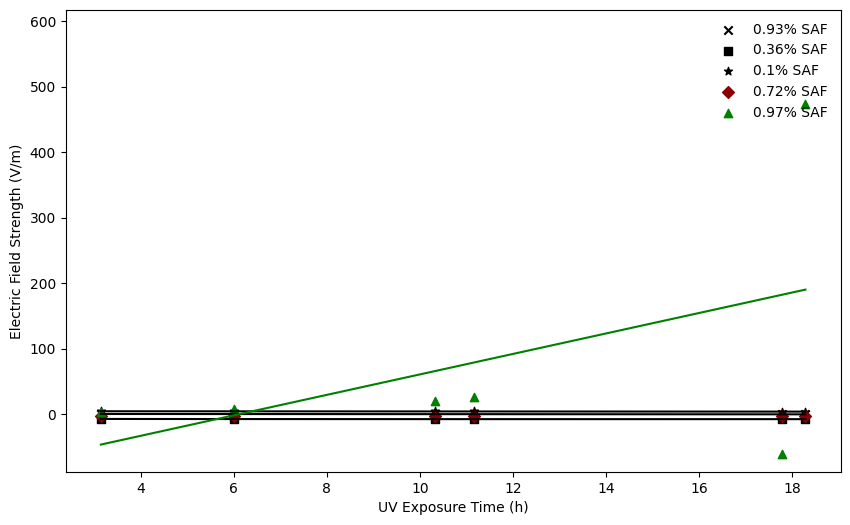 600
500
400
300
200
100
0
4
6
8
10
12
14
16
18
Electric Field Strength (V/m)
UV Exposure Time (h)
0.93% SAF
0.36% SAF
0.1% SAF
0.72% SAF
0.97% SAF